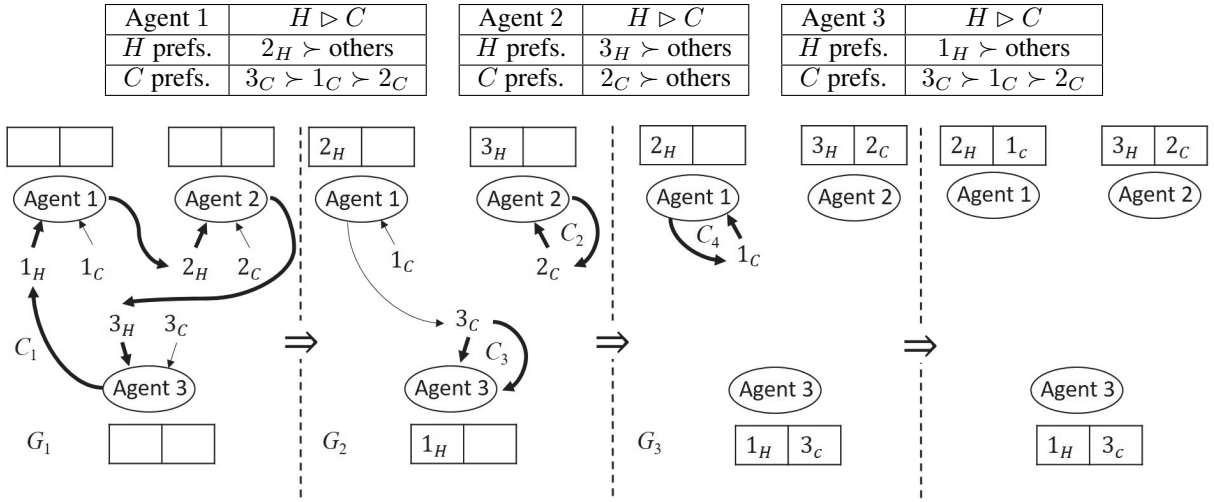 Agent 1 H ▷ C
H prefs. 2_H ≻ others
C prefs. 3_C ≻ 1_C ≻ 2_C
Agent 2 H ▷ C
H prefs. 3_H ≻ others
C prefs. 2_C ≻ others
Agent 3 H ▷ C
H prefs. 1_H ≻ others
C prefs. 3_C ≻ 1_C ≻ 2_C
Agent 1 Agent 2
1_H 1_C 2_H 2_C
3_H 3_C
C_1
Agent 3
G_1
⇒
2_H 3_H
Agent 1 Agent 2
C_2
1_C 2_C
3_C
C_3
Agent 3
G_2 1_H
⇒
2_H 3_H 2_C
Agent 1 Agent 2
C_4 1_C
Agent 3
G_3 1_H 3_c
⇒
2_H 1_c 3_H 2_C
Agent 1 Agent 2
Agent 3
1_H 3_c